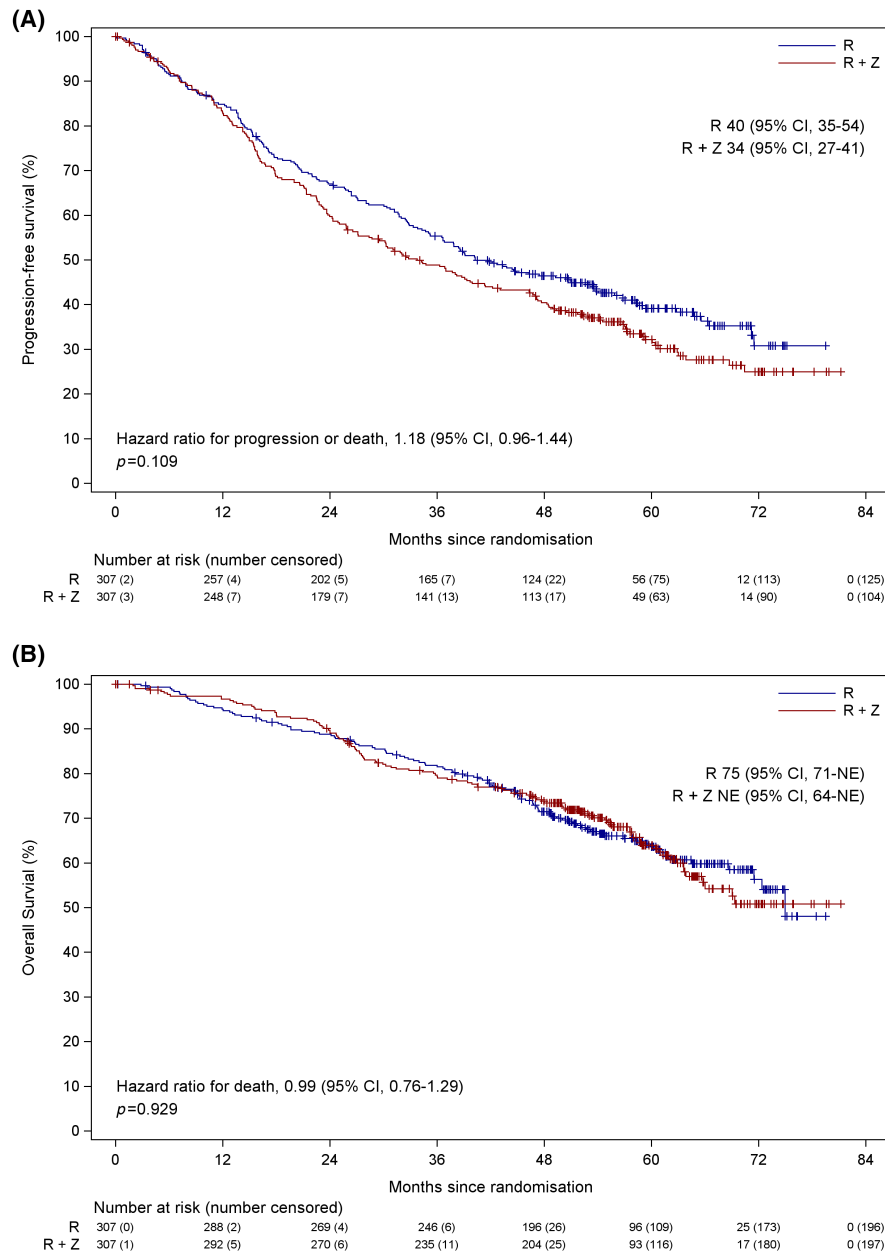 (A)
100
90
80
70
60
50
40
30
20
10
0
Progression-free survival (%)
R
R + Z
R 40 (95% CI, 35-54)
R + Z 34 (95% CI, 27-41)
Hazard ratio for progression or death, 1.18 (95% CI, 0.96-1.44)
p=0.109
0 12 24 36 48 60 72 84
Months since randomisation
Number at risk (number censored)
R 307 (2) 257 (4) 202 (5) 165 (7) 124 (22) 56 (75) 12 (113) 0 (125)
R + Z 307 (3) 248 (7) 179 (7) 141 (13) 113 (17) 49 (63) 14 (90) 0 (104)
(B)
100
90
80
70
60
50
40
30
20
10
0
Overall Survial (%)
R
R + Z
R 75 (95% CI, 71-NE)
R + Z NE (95% CI, 64-NE)
Hazard ratio for death, 0.99 (95% CI, 0.76-1.29)
p=0.929
0 12 24 36 48 60 72 84
Months since randomisation
Number at risk (number censored)
R 307 (0) 288 (2) 269 (4) 246 (6) 196 (26) 96 (109) 25 (173) 0 (196)
R + Z 307 (1) 292 (5) 270 (6) 235 (11) 204 (25) 93 (116) 17 (180) 0 (197)